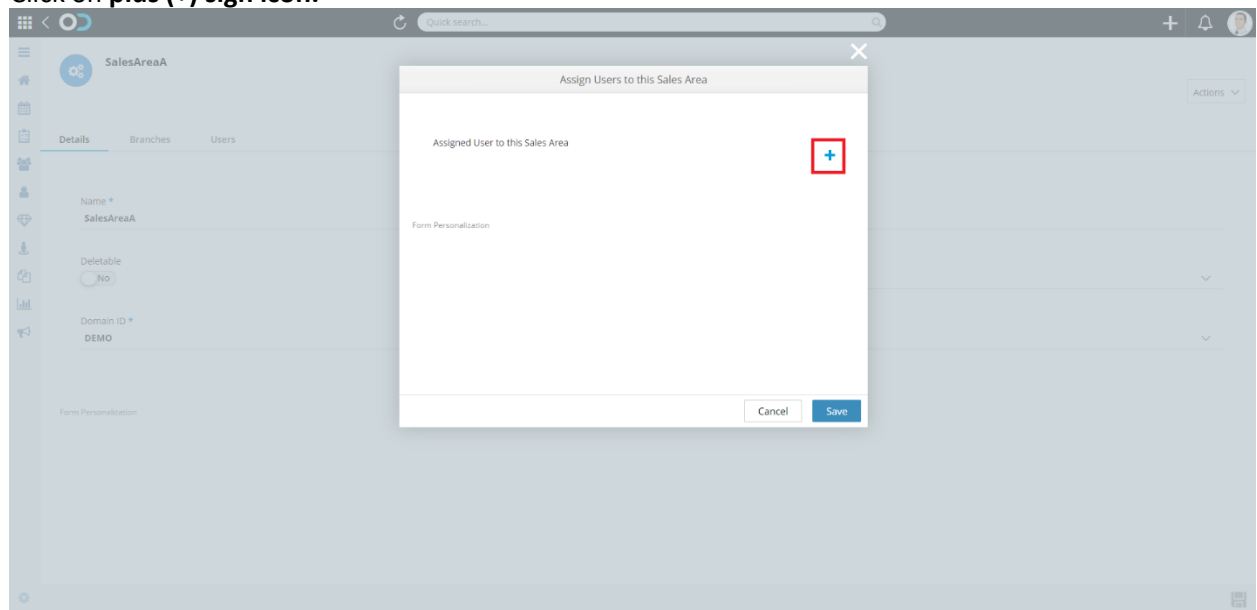 Click on plus (+) sign icon.
Quick search...
SalesAreaA
Assign Users to this Sales Area
Actions
Details Branches Users
Assigned User to this Sales Area
Name *
SalesAreaA
Form Personalization
Deletable
No
Domain ID *
DEMO
Cancel Save
Form Personalization